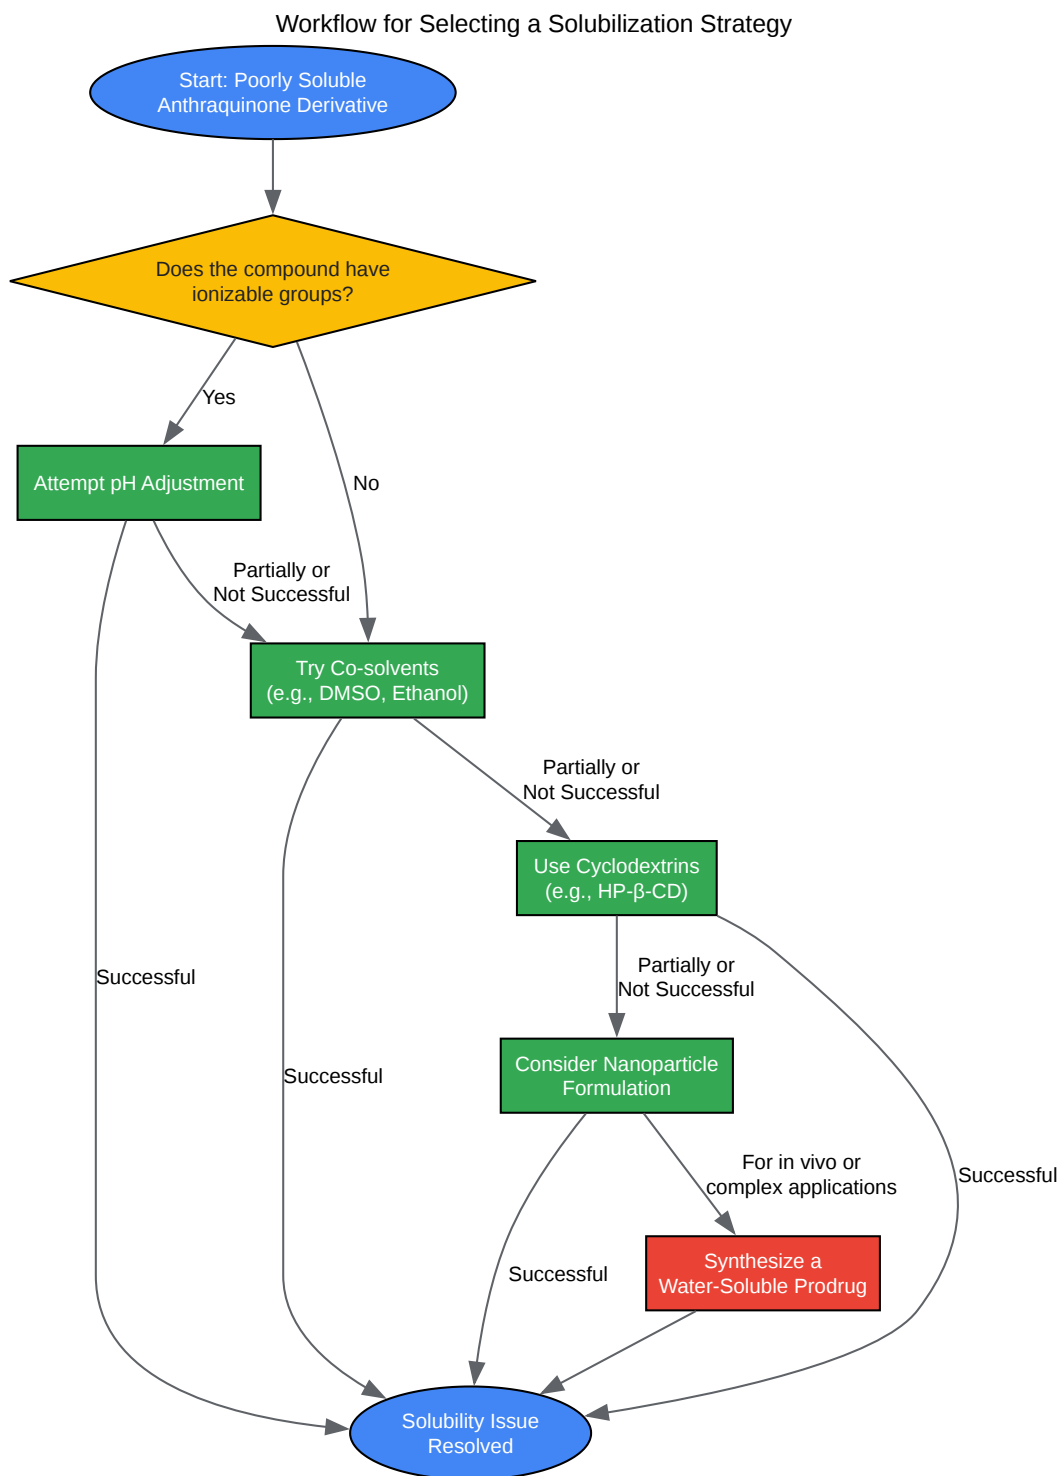 Workflow for Selecting a Solubilization Strategy
Start: Poorly Soluble
Anthraquinone Derivative
Does the compound have
ionizable groups?
Yes
No
Attempt pH Adjustment
Partially or
Not Successful
Try Co-solvents
(e.g., DMSO, Ethanol)
Partially or
Not Successful
Use Cyclodextrins
(e.g., HP-β-CD)
Successful
Partially or
Not Successful
Consider Nanoparticle
Formulation
Successful
For in vivo or
complex applications
Successful
Synthesize a
Water-Soluble Prodrug
Successful
Solubility Issue
Resolved